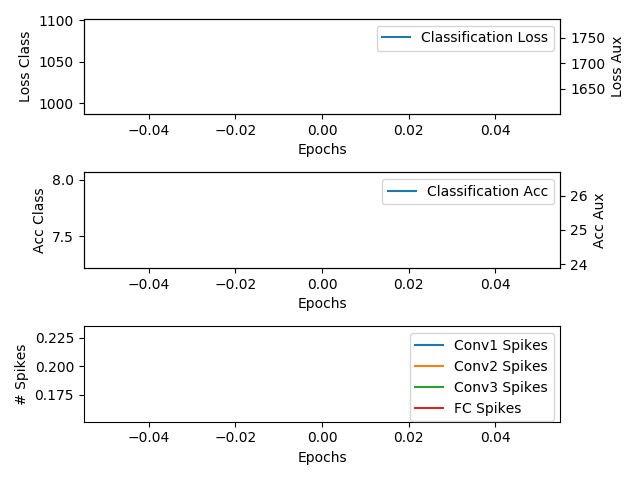 1100
1050
1000
Loss Class
Classification Loss
1750
1700
1650
Loss Aux
−0.04 −0.02 0.00 0.02 0.04
Epochs
8.0
7.5
Acc Class
Classification Acc
26
25
24
Acc Aux
−0.04 −0.02 0.00 0.02 0.04
Epochs
0.225
0.200
0.175
# Spikes
Conv1 Spikes
Conv2 Spikes
Conv3 Spikes
FC Spikes
−0.04 −0.02 0.00 0.02 0.04
Epochs